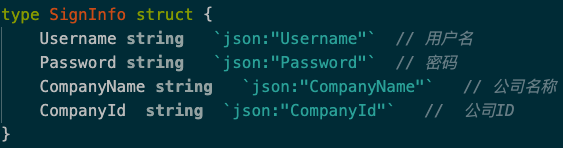 type SignInfo struct {
    Username string   `json:"Username"`  // 用户名
    Password string   `json:"Password"`  // 密码
    CompanyName string   `json:"CompanyName"`   // 公司名称
    CompanyId  string  `json:"CompanyId"`   //  公司ID
}